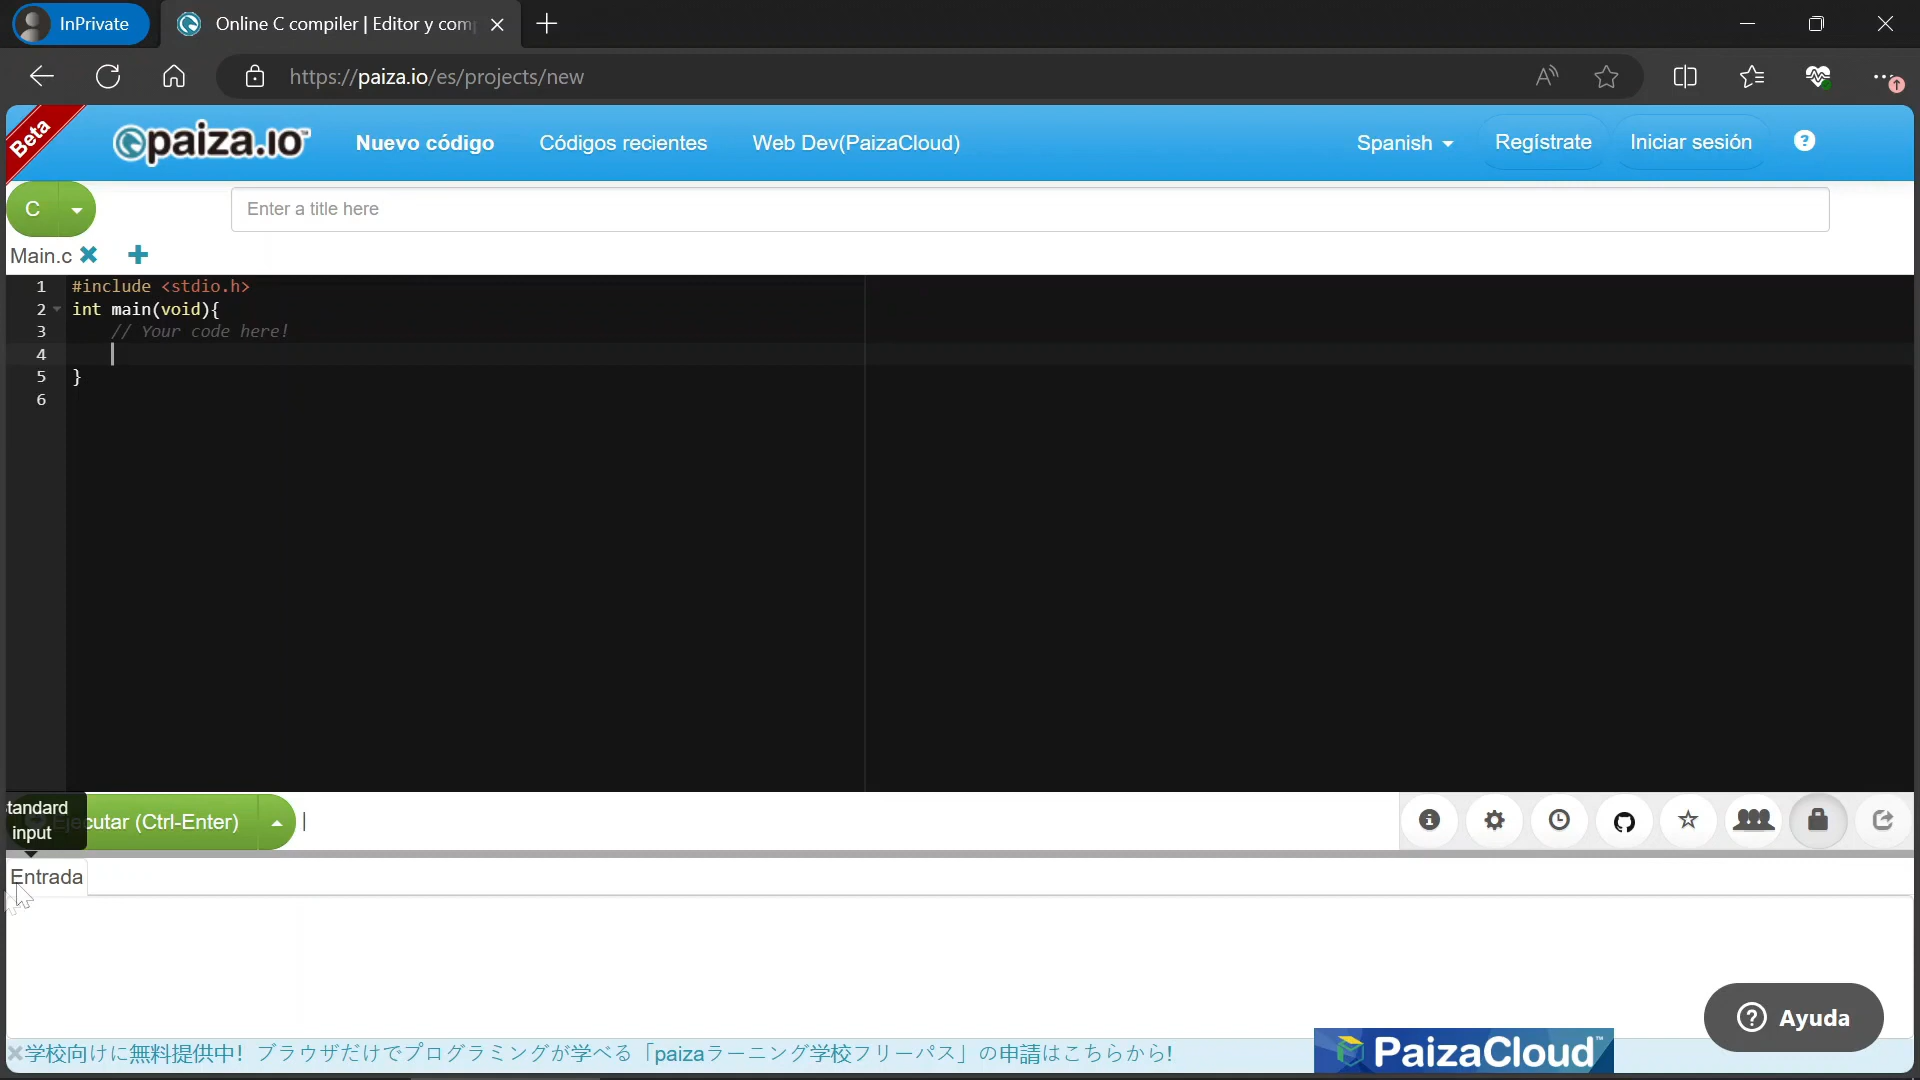 InPrivate
Online C compiler | Editor y com
https://paiza.io/es/projects/new
Beta
paiza.IO™
Nuevo código
Códigos recientes
Web Dev(PaizaCloud)
Spanish
Regístrate
Iniciar sesión
C
Enter a title here
Main.c
1 #include <stdio.h>
2 int main(void){
3 // Your code here!
4
5 }
6
tandard
input
Ejecutar (Ctrl-Enter)
Entrada
Ayuda
学校向けに無料提供中！ブラウザだけでプログラミングが学べる「paizaラーニング学校フリーパス」の申請はこちらから!
PaizaCloud™